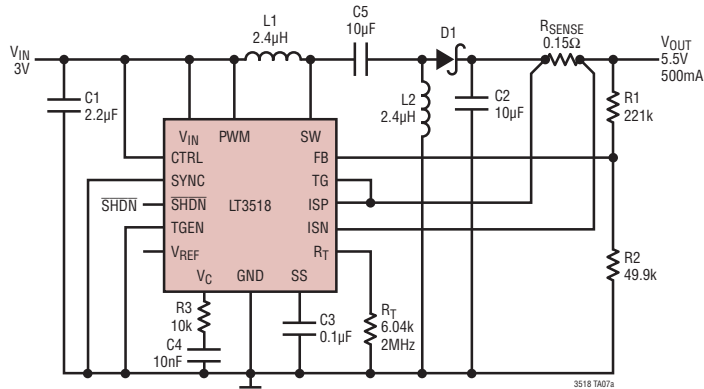 C5
10µF
L1
2.4µH
D1
RSENSE
0.15Ω
VIN
3V
VOUT
5.5V
500mA
C1
2.2µF
L2
2.4µH
C2
10µF
R1
221k
VIN
PWM
SW
CTRL
FB
SYNC
TG
SHDN
SHDN
LT3518
ISP
TGEN
ISN
VREF
RT
VC
GND
SS
R2
49.9k
R3
10k
C4
10nF
C3
0.1µF
RT
6.04k
2MHz
3518 TA07a